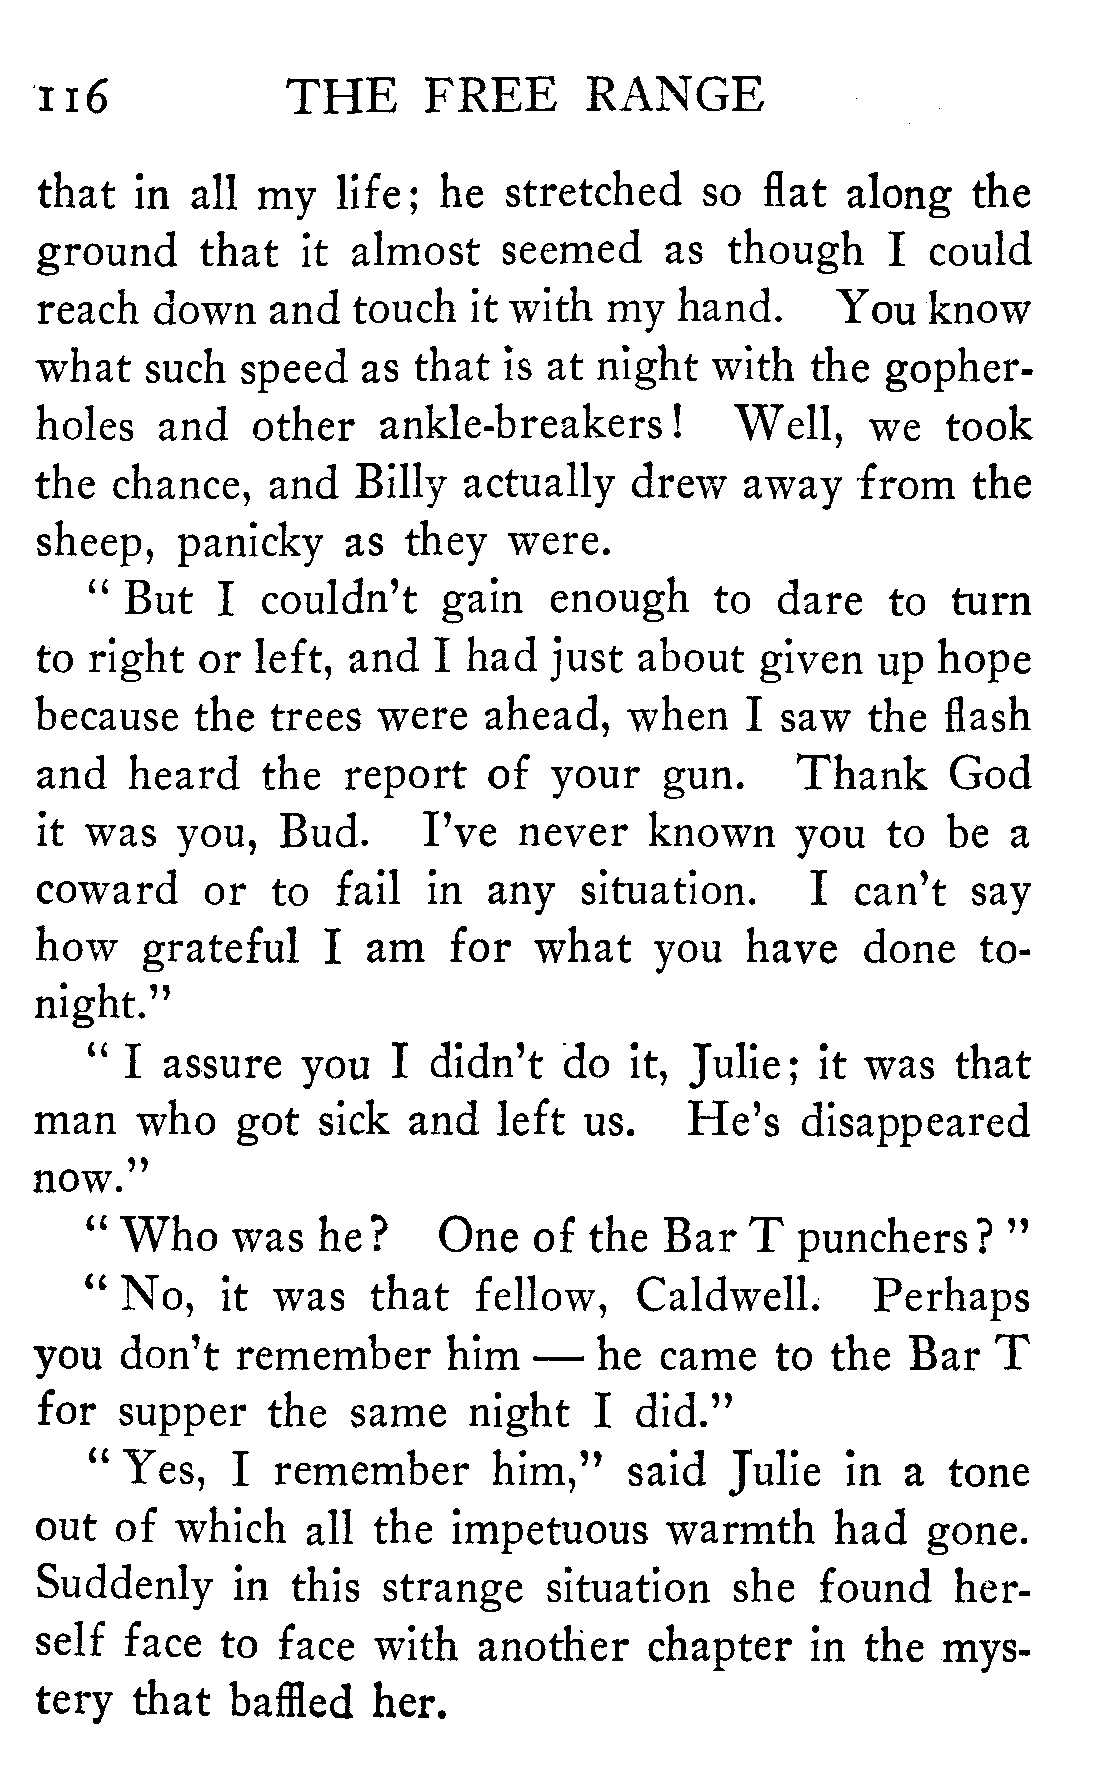 116 THE FREE RANGE
that in all my life; he stretched so flat along the
ground that it almost seemed as though I could
reach down and touch it with my hand. You know
what such speed as that is at night with the gopher-
holes and other ankle-breakers! Well, we took
the chance, and Billy actually drew away from the
sheep, panicky as they were.
" But I couldn't gain enough to dare to turn
to right or left, and I had just about given up hope
because the trees were ahead, when I saw the flash
and heard the report of your gun. Thank God
it was you, Bud. I've never known you to be a
coward or to fail in any situation. I can't say
how grateful I am for what you have done to-
night."
" I assure you I didn't do it, Julie; it was that
man who got sick and left us. He's disappeared
now."
" Who was he? One of the Bar T punchers? "
" No, it was that fellow, Caldwell. Perhaps
you don't remember him — he came to the Bar T
for supper the same night I did."
" Yes, I remember him," said Julie in a tone
out of which all the impetuous warmth had gone.
Suddenly in this strange situation she found her-
self face to face with another chapter in the mys-
tery that baffled her.